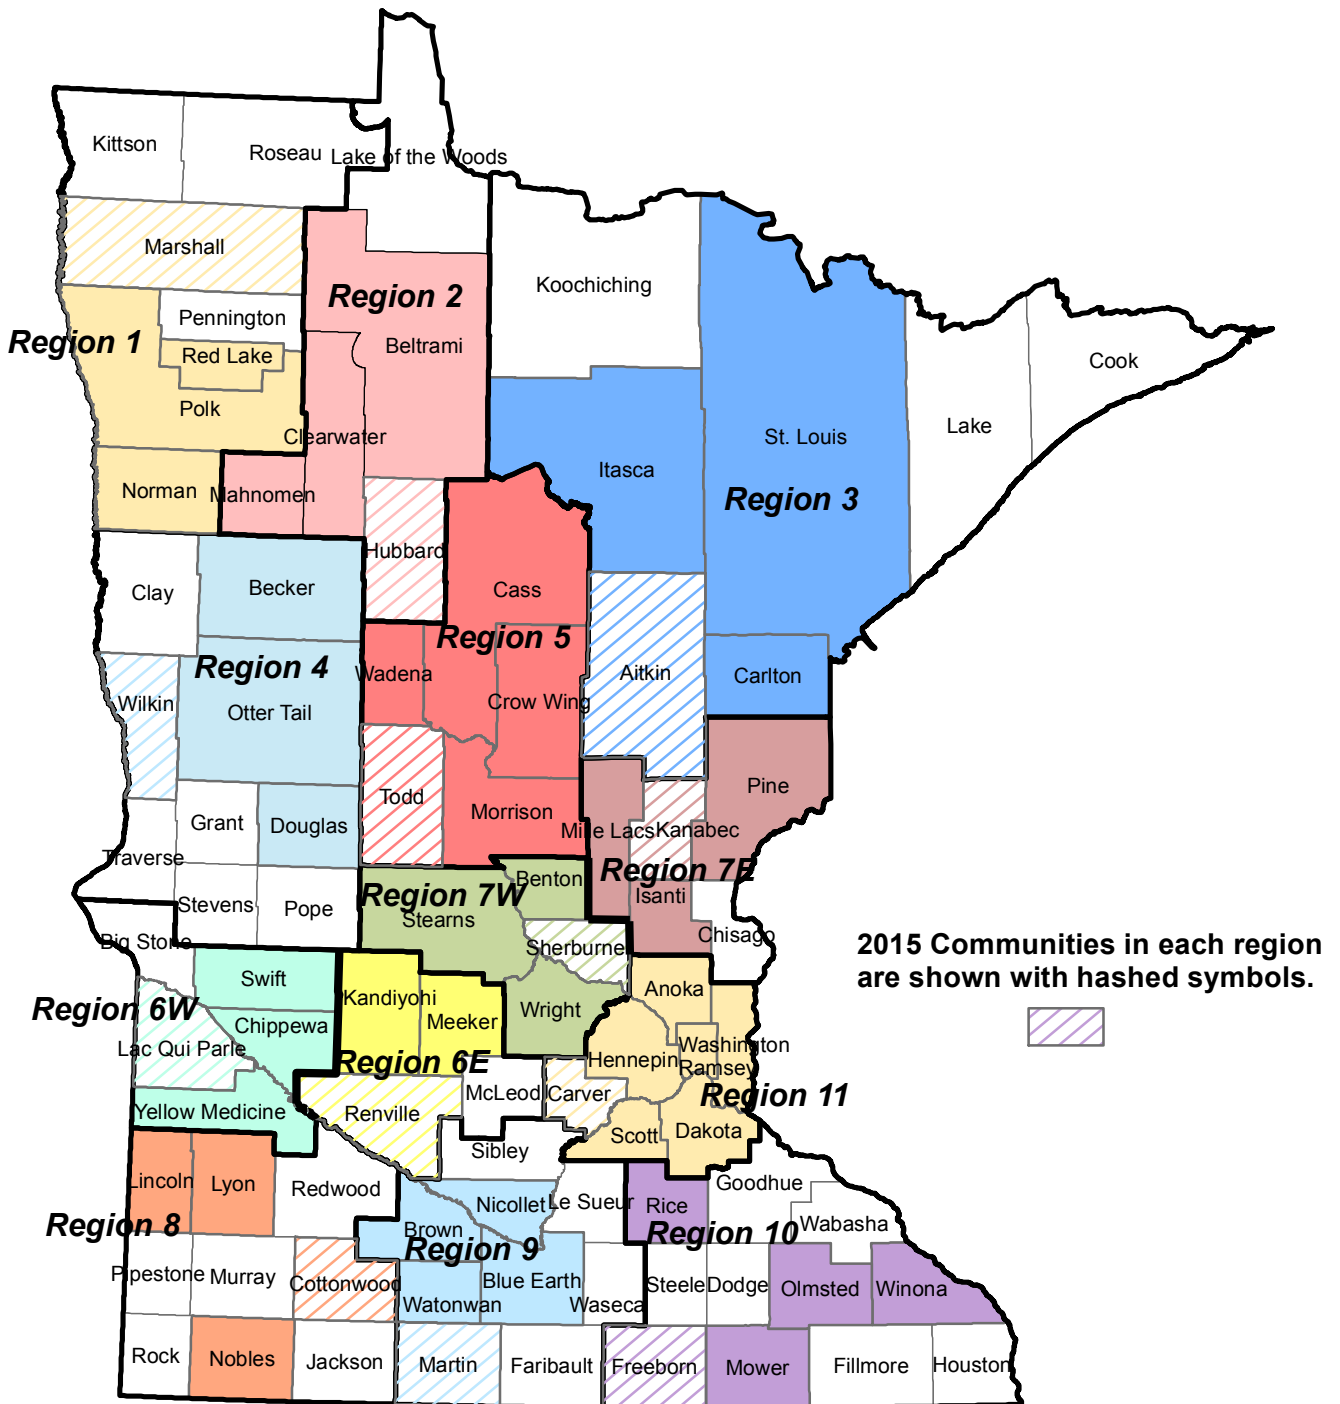 Kittson
Roseau
Lake of the Woods
Marshall
Koochiching
Region 2
Pennington
Region 1
Beltrami
Red Lake
Cook
Polk
Lake
Clearwater
St. Louis
Itasca
Norman
Mahnomen
Region 3
Hubbard
Becker
Clay
Cass
Region 5
Region 4
Wadena
Aitkin
Carlton
Wilkin
Crow Wing
Otter Tail
Pine
Todd
Morrison
Grant
Douglas
Mille Lacs
Kanabec
Traverse
Region 7E
Benton
Region 7W
Isanti
Stevens
Pope
Stearns
Chisago
Big Stone
Sherburne
2015 Communities in each region
are shown with hashed symbols.
Swift
Anoka
Kandiyohi
Region 6W
Wright
Meeker
Chippewa
Washington
Lac Qui Parle
Hennepin
Region 6E
Ramsey
McLeod
Carver
Region 11
Yellow Medicine
Renville
Scott
Dakota
Sibley
Lincoln
Lyon
Redwood
Goodhue
Nicollet
Le Sueur
Rice
Region 8
Brown
Wabasha
Region 10
Region 9
Pipestone
Murray
Cottonwood
Blue Earth
Steele
Dodge
Olmsted
Winona
Watonwan
Waseca
Rock
Nobles
Jackson
Martin
Faribault
Freeborn
Mower
Fillmore
Houston